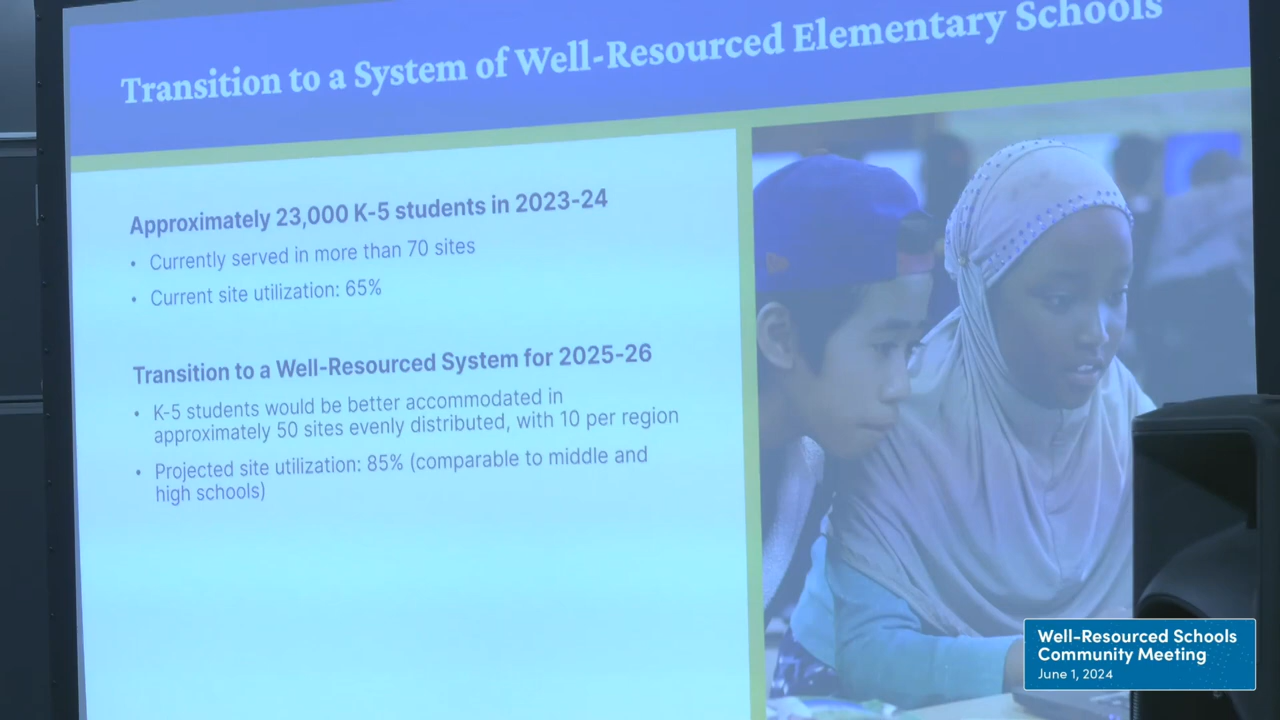 Transition to a System of Well-Resourced Elementary Schools
Approximately 23,000 K-5 students in 2023-24
• Currently served in more than 70 sites
• Current site utilization: 65%
Transition to a Well-Resourced System for 2025-26
• K-5 students would be better accommodated in
approximately 50 sites evenly distributed, with 10 per region
• Projected site utilization: 85% (comparable to middle and
high schools)
Well-Resourced Schools
Community Meeting
June 1, 2024